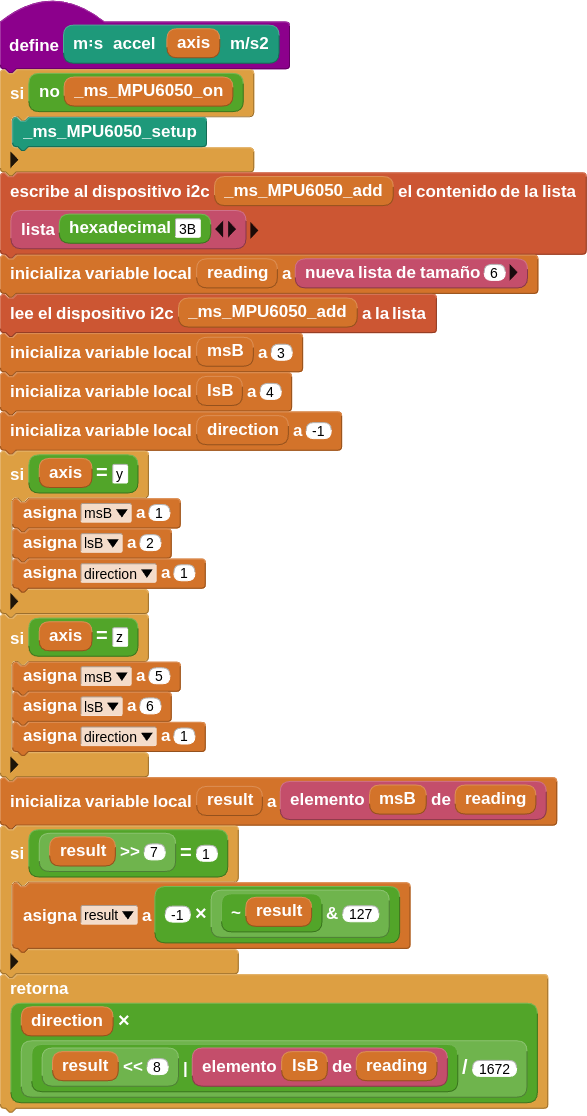 define m:s accel axis m/s2
si no _ms_MPU6050_on
_ms_MPU6050_setup
escribe al dispositivo i2c _ms_MPU6050_add el contenido de la lista
lista hexadecimal 3B
inicializa variable local reading a nueva lista de tamaño 6
lee el dispositivo i2c _ms_MPU6050_add a la lista
inicializa variable local msB a 3
inicializa variable local lsB a 4
inicializa variable local direction a -1
si axis = y
asigna msB a 1
asigna lsB a 2
asigna direction a 1
si axis = z
asigna msB a 5
asigna lsB a 6
asigna direction a 1
inicializa variable local result a elemento msB de reading
si result >> 7 = 1
asigna result a -1 × ~ result & 127
retorna
direction ×
result << 8 | elemento lsB de reading / 1672